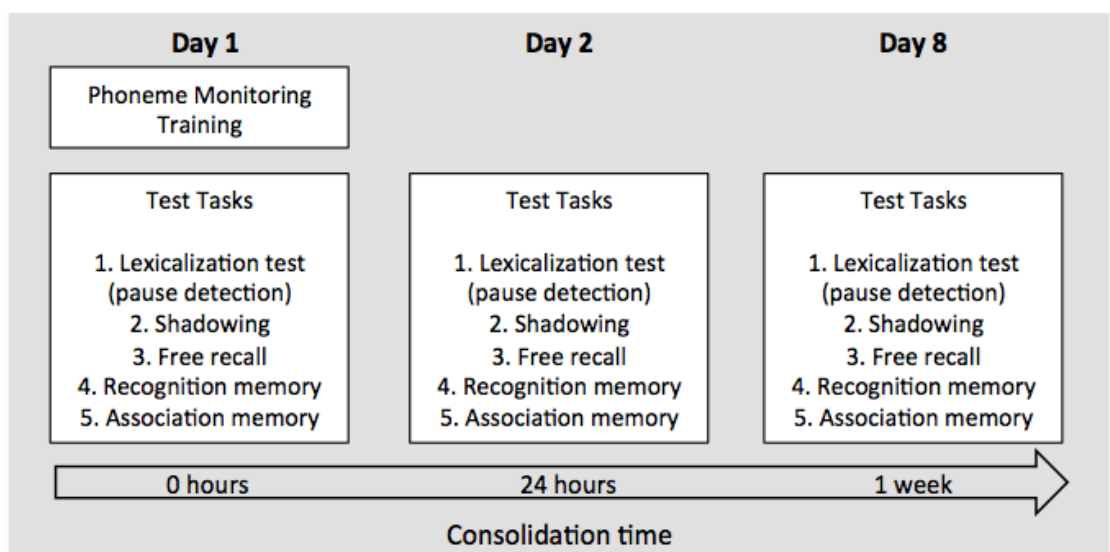 Day 1
Phoneme Monitoring
Training
Test Tasks
1. Lexicalization test
(pause detection)
2. Shadowing
3. Free recall
4. Recognition memory
5. Association memory
0 hours
Day 2
Test Tasks
1. Lexicalization test
(pause detection)
2. Shadowing
3. Free recall
4. Recognition memory
5. Association memory
24 hours
Day 8
Test Tasks
1. Lexicalization test
(pause detection)
2. Shadowing
3. Free recall
4. Recognition memory
5. Association memory
1 week
Consolidation time